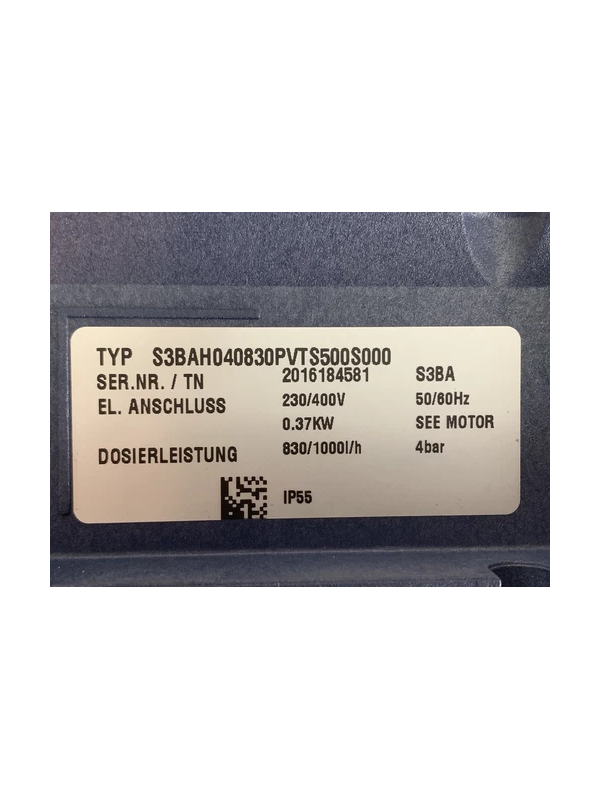 TYP S3BAH040830PVTS500S000
SER.NR. / TN 2016184581 S3BA
EL. ANSCHLUSS 230/400V 50/60Hz
0.37KW SEE MOTOR
DOSIERLEISTUNG 830/1000l/h 4bar
IP55